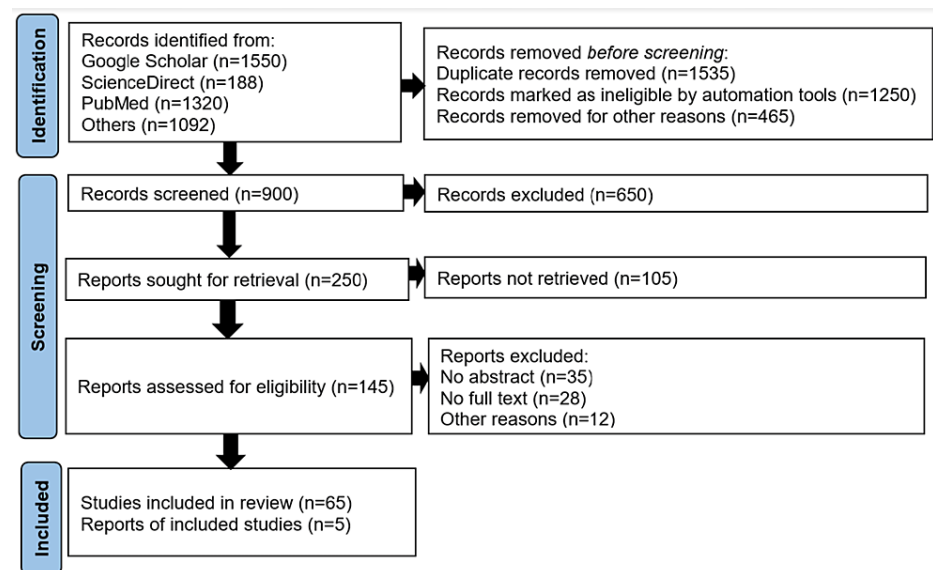 Identification
Records identified from:
Google Scholar (n=1550)
ScienceDirect (n=188)
PubMed (n=1320)
Others (n=1092)
Records removed before screening:
Duplicate records removed (n=1535)
Records marked as ineligible by automation tools (n=1250)
Records removed for other reasons (n=465)
Screening
Records screened (n=900)
Records excluded (n=650)
Reports sought for retrieval (n=250)
Reports not retrieved (n=105)
Reports assessed for eligibility (n=145)
Reports excluded:
No abstract (n=35)
No full text (n=28)
Other reasons (n=12)
Included
Studies included in review (n=65)
Reports of included studies (n=5)